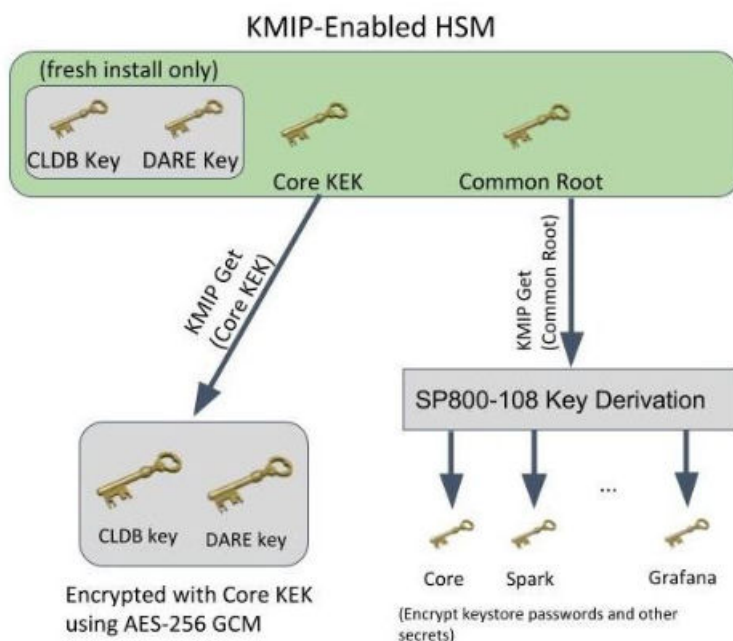 KMIP-Enabled HSM
(fresh install only)
CLDB Key
DARE Key
Core KEK
Common Root
KMIP Get
(Core KEK)
KMIP Get
(Common Root)
SP800-108 Key Derivation
...
CLDB key
DARE key
Core
Spark
Grafana
Encrypted with Core KEK
using AES-256 GCM
(Encrypt keystore passwords and other
secrets)